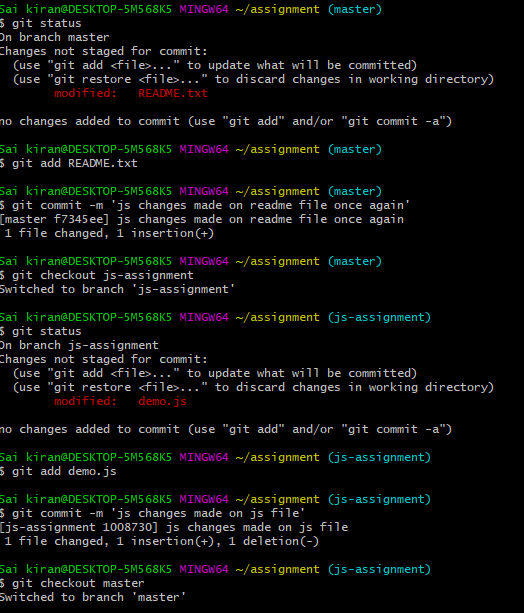 Sai kiran@DESKTOP-5M568K5 MINGW64 ~/assignment (master)
$ git status
On branch master
Changes not staged for commit:
  (use "git add <file>..." to update what will be committed)
  (use "git restore <file>..." to discard changes in working directory)
        modified:   README.txt

no changes added to commit (use "git add" and/or "git commit -a")

Sai kiran@DESKTOP-5M568K5 MINGW64 ~/assignment (master)
$ git add README.txt

Sai kiran@DESKTOP-5M568K5 MINGW64 ~/assignment (master)
$ git commit -m 'js changes made on readme file once again'
[master f7345ee] js changes made on readme file once again
 1 file changed, 1 insertion(+)

Sai kiran@DESKTOP-5M568K5 MINGW64 ~/assignment (master)
$ git checkout js-assignment
Switched to branch 'js-assignment'

Sai kiran@DESKTOP-5M568K5 MINGW64 ~/assignment (js-assignment)
$ git status
On branch js-assignment
Changes not staged for commit:
  (use "git add <file>..." to update what will be committed)
  (use "git restore <file>..." to discard changes in working directory)
        modified:   demo.js

no changes added to commit (use "git add" and/or "git commit -a")

Sai kiran@DESKTOP-5M568K5 MINGW64 ~/assignment (js-assignment)
$ git add demo.js

Sai kiran@DESKTOP-5M568K5 MINGW64 ~/assignment (js-assignment)
$ git commit -m 'js changes made on js file'
[js-assignment 1008730] js changes made on js file
 1 file changed, 1 insertion(+), 1 deletion(-)

Sai kiran@DESKTOP-5M568K5 MINGW64 ~/assignment (js-assignment)
$ git checkout master
Switched to branch 'master'